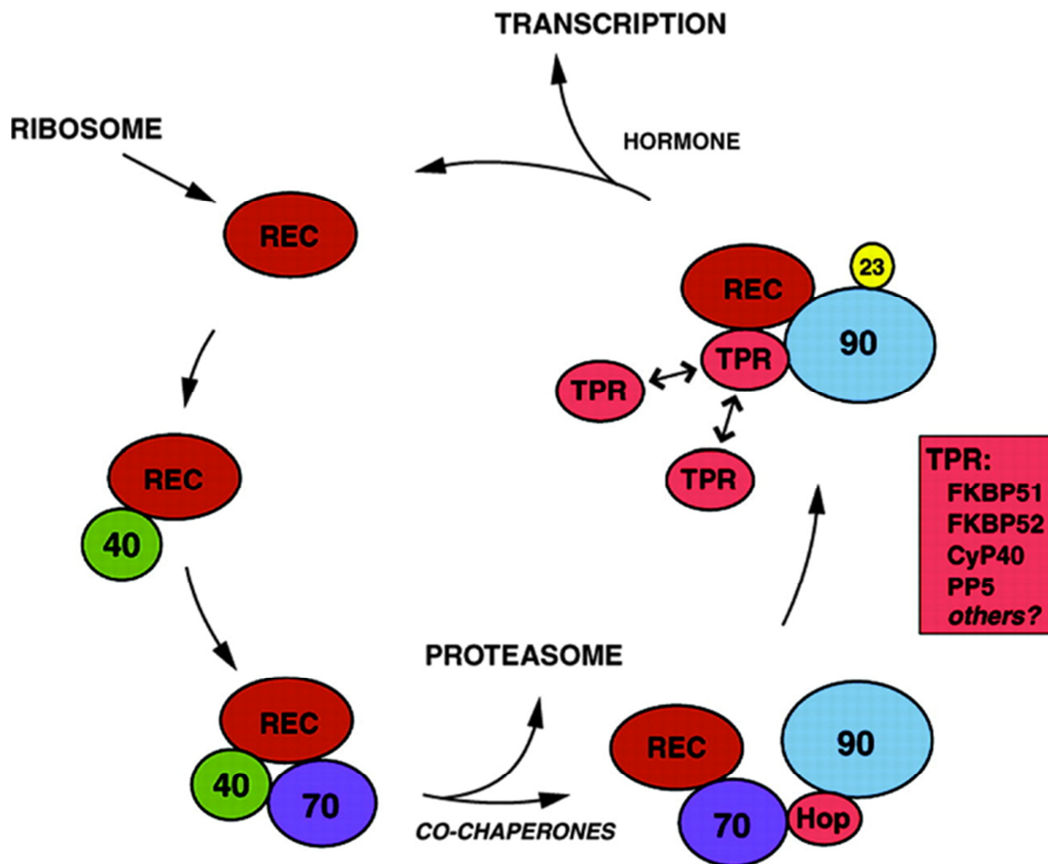 TRANSCRIPTION
RIBOSOME
HORMONE
REC
23
REC
90
TPR
TPR
TPR
REC
40
TPR:
FKBP51
FKBP52
CyP40
PP5
others?
PROTEASOME
REC
40
70
CO-CHAPERONES
REC
90
70
Hop